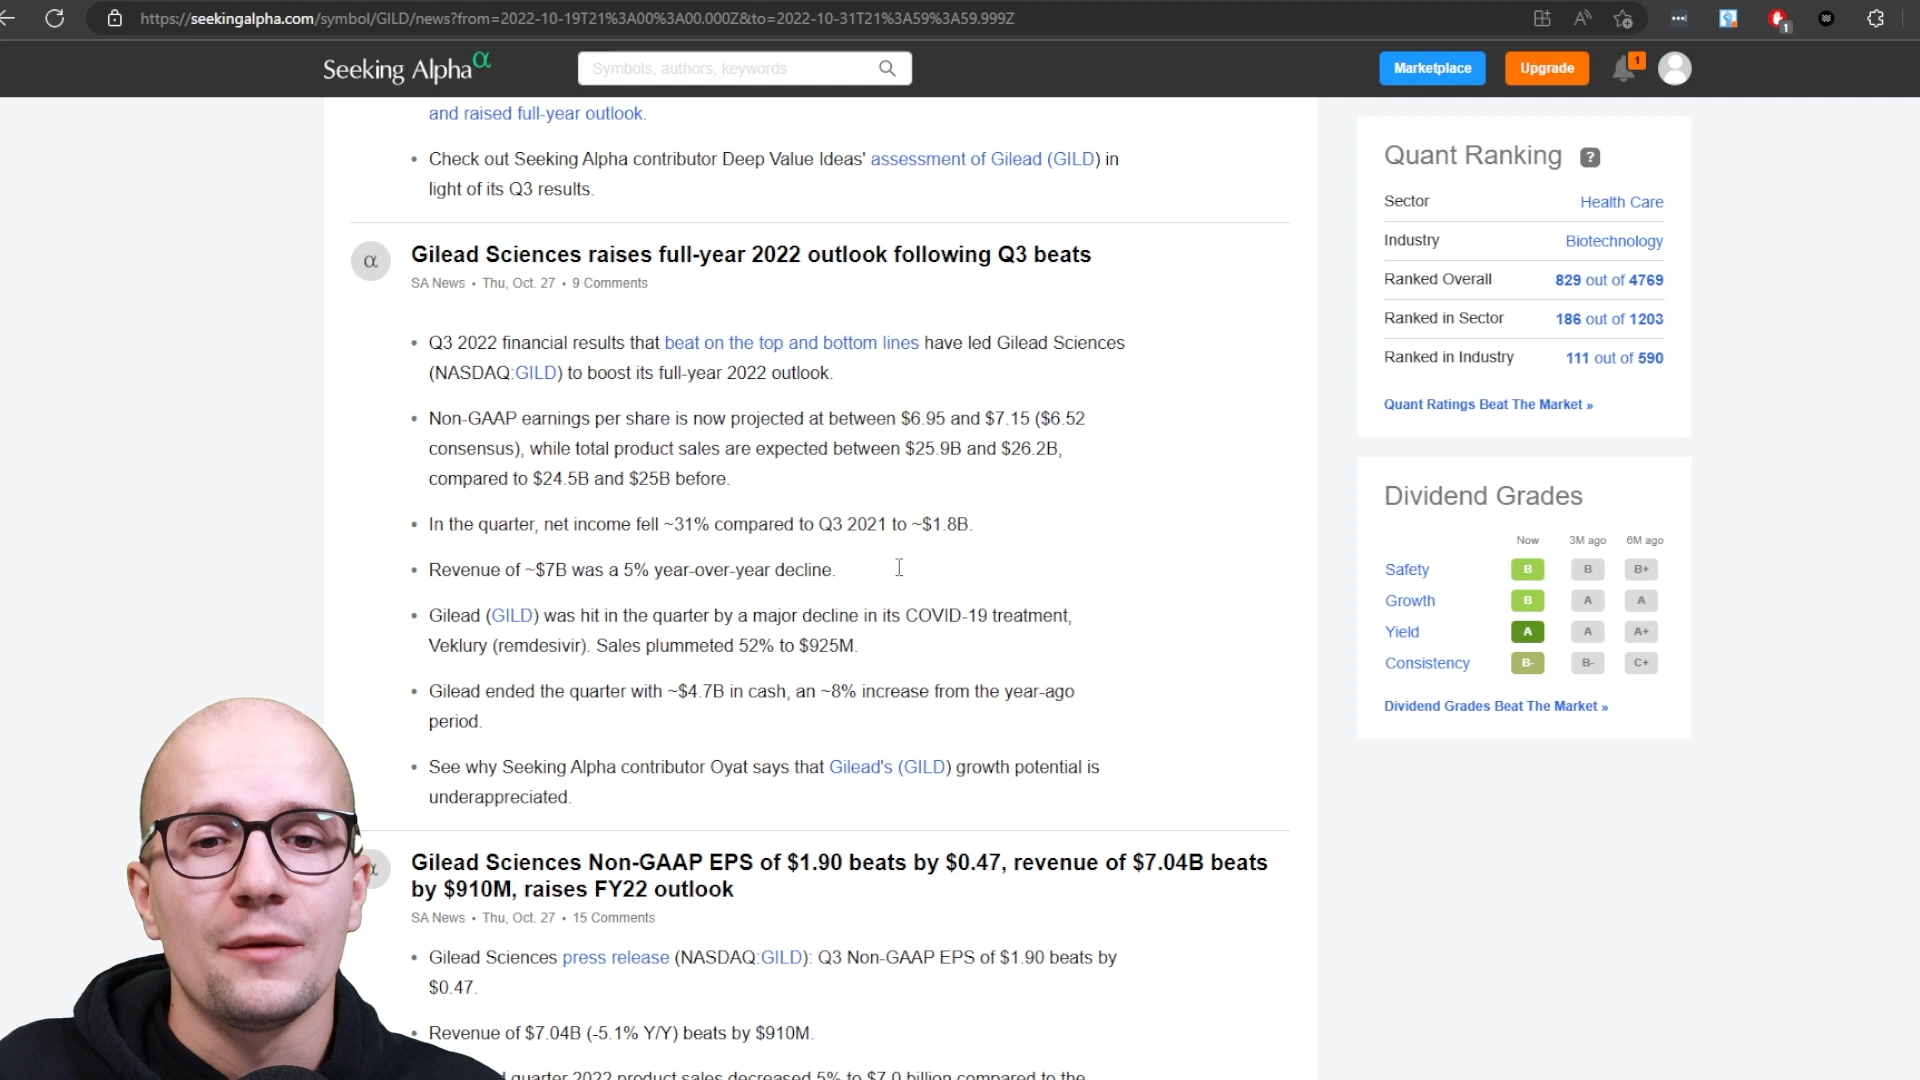 https://seekingalpha.com/symbol/GILD/news?from=2022-10-19T21%3A00%3A00.000Z&to=2022-10-31T21%3A59%3A59.999Z
1
Seeking Alpha α
Symbols, authors, keywords
Marketplace
Upgrade
1
and raised full-year outlook.
• Check out Seeking Alpha contributor Deep Value Ideas' assessment of Gilead (GILD) in
light of its Q3 results.
α
Gilead Sciences raises full-year 2022 outlook following Q3 beats
SA News • Thu, Oct. 27 • 9 Comments
• Q3 2022 financial results that beat on the top and bottom lines have led Gilead Sciences
(NASDAQ:GILD) to boost its full-year 2022 outlook.
• Non-GAAP earnings per share is now projected at between $6.95 and $7.15 ($6.52
consensus), while total product sales are expected between $25.9B and $26.2B,
compared to $24.5B and $25B before.
• In the quarter, net income fell ~31% compared to Q3 2021 to ~$1.8B.
• Revenue of ~$7B was a 5% year-over-year decline.
• Gilead (GILD) was hit in the quarter by a major decline in its COVID-19 treatment,
Veklury (remdesivir). Sales plummeted 52% to $925M.
• Gilead ended the quarter with ~$4.7B in cash, an ~8% increase from the year-ago
period.
• See why Seeking Alpha contributor Oyat says that Gilead's (GILD) growth potential is
underappreciated.
Gilead Sciences Non-GAAP EPS of $1.90 beats by $0.47, revenue of $7.04B beats
by $910M, raises FY22 outlook
SA News • Thu, Oct. 27 • 15 Comments
• Gilead Sciences press release (NASDAQ:GILD): Q3 Non-GAAP EPS of $1.90 beats by
$0.47.
• Revenue of $7.04B (-5.1% Y/Y) beats by $910M.
quarter 2022 product sales decreased 5% to $7.0 billion compared to the
Quant Ranking ?
Sector Health Care
Industry Biotechnology
Ranked Overall 829 out of 4769
Ranked in Sector 186 out of 1203
Ranked in Industry 111 out of 590
Quant Ratings Beat The Market »
Dividend Grades
Now 3M ago 6M ago
Safety B B B+
Growth B A A
Yield A A A+
Consistency B- B- C+
Dividend Grades Beat The Market »